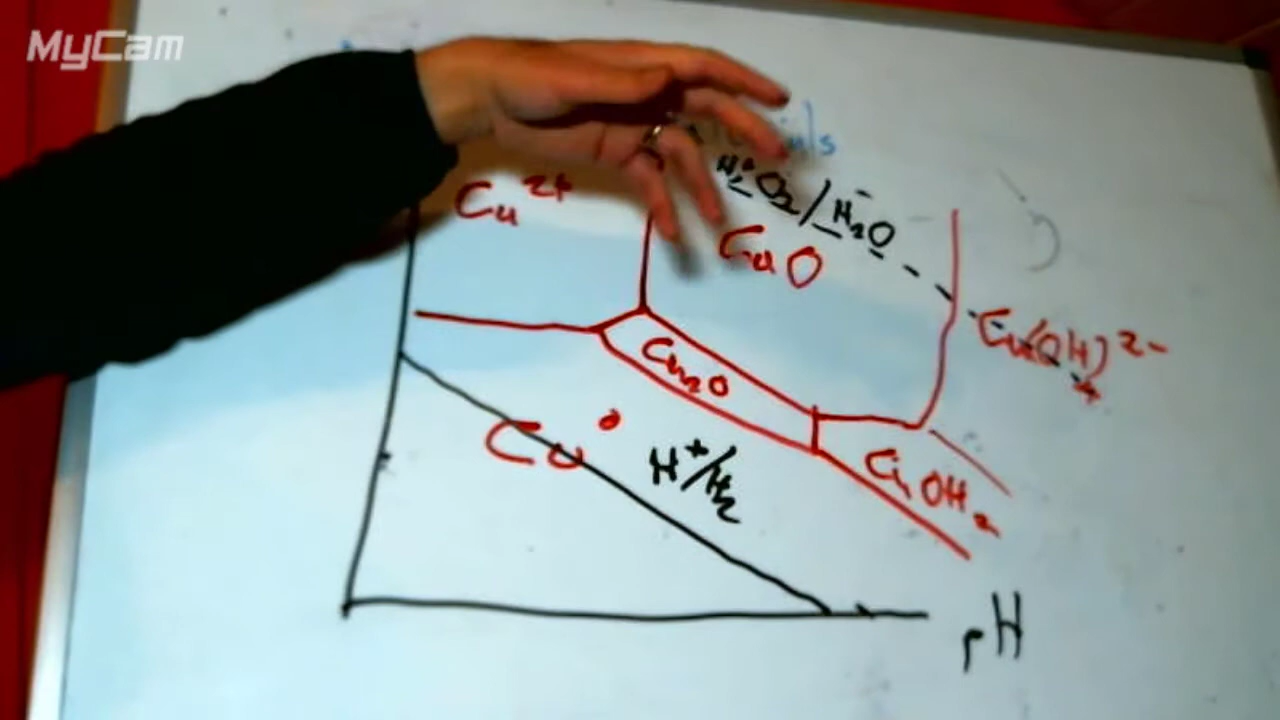 MyCam
Cu²⁺
H₂O₂/H₂O
CuO
Cu(OH)²⁻
Cu₂O
Cu⁰
H⁺/H₂
CuOH₂
pH